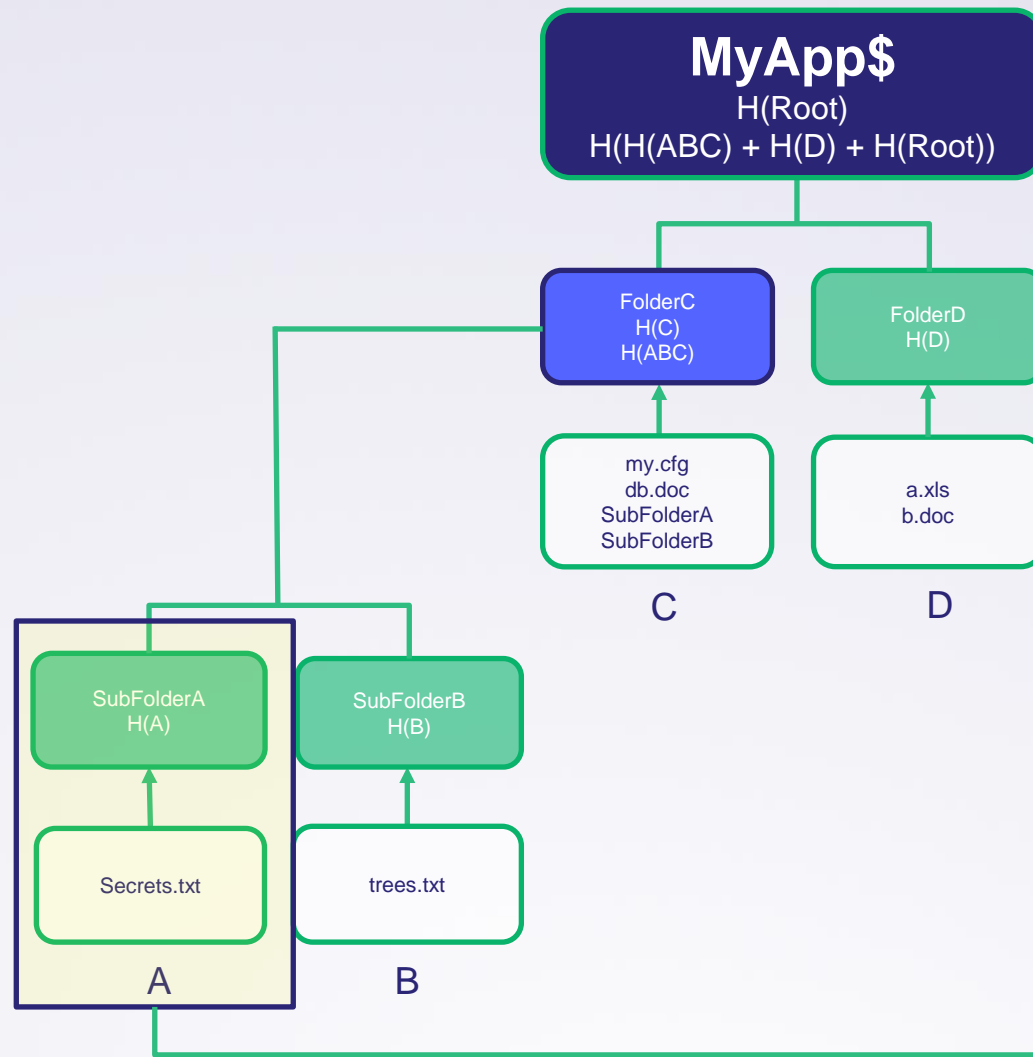 MyApp$
H(Root)
H(H(ABC) + H(D) + H(Root))
FolderC
H(C)
H(ABC)
FolderD
H(D)
my.cfg
db.doc
SubFolderA
SubFolderB
a.xls
b.doc
C
D
SubFolderA
H(A)
SubFolderB
H(B)
Secrets.txt
trees.txt
A
B